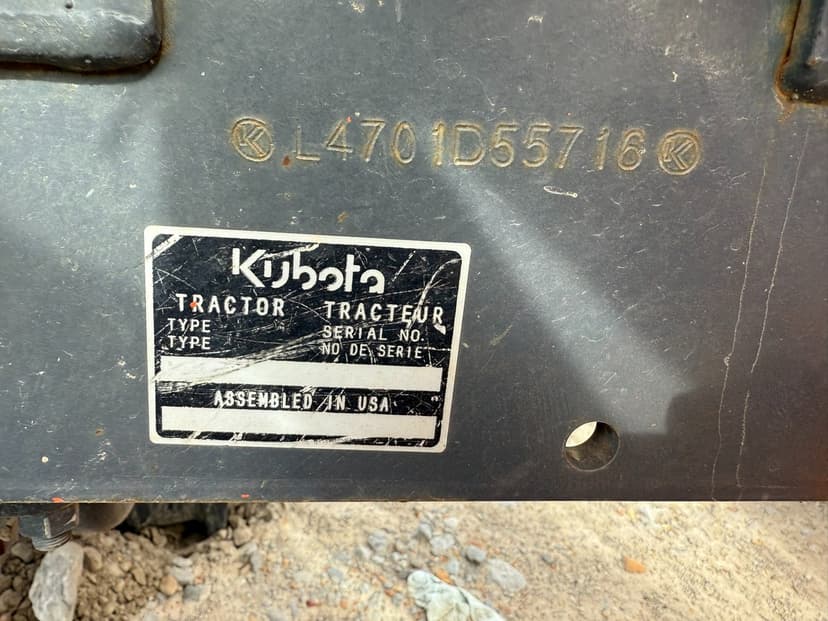 K L4701D55716 K
Kubota
TRACTOR TRACTEUR
TYPE SERIAL NO.
TYPE NO DE SERIE
ASSEMBLED IN USA